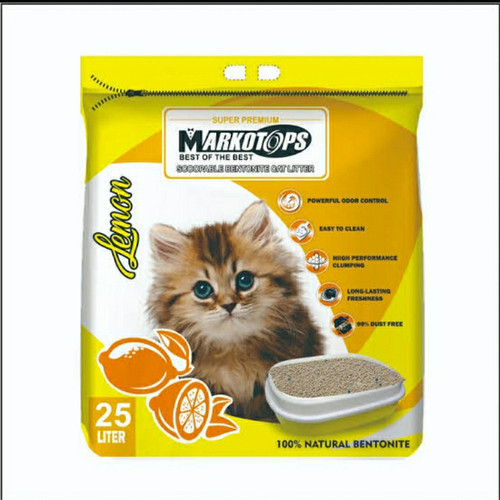 SUPER PREMIUM
MARKOTOPS
BEST OF THE BEST
SCOOPABLE BENTONITE CAT LITTER
Lemon
POWERFUL ODOR CONTROL
EASY TO CLEAN
HIGH PERFORMANCE
CLUMPING
LONG-LASTING
FRESHNESS
99% DUST FREE
25
LITER
100% NATURAL BENTONITE